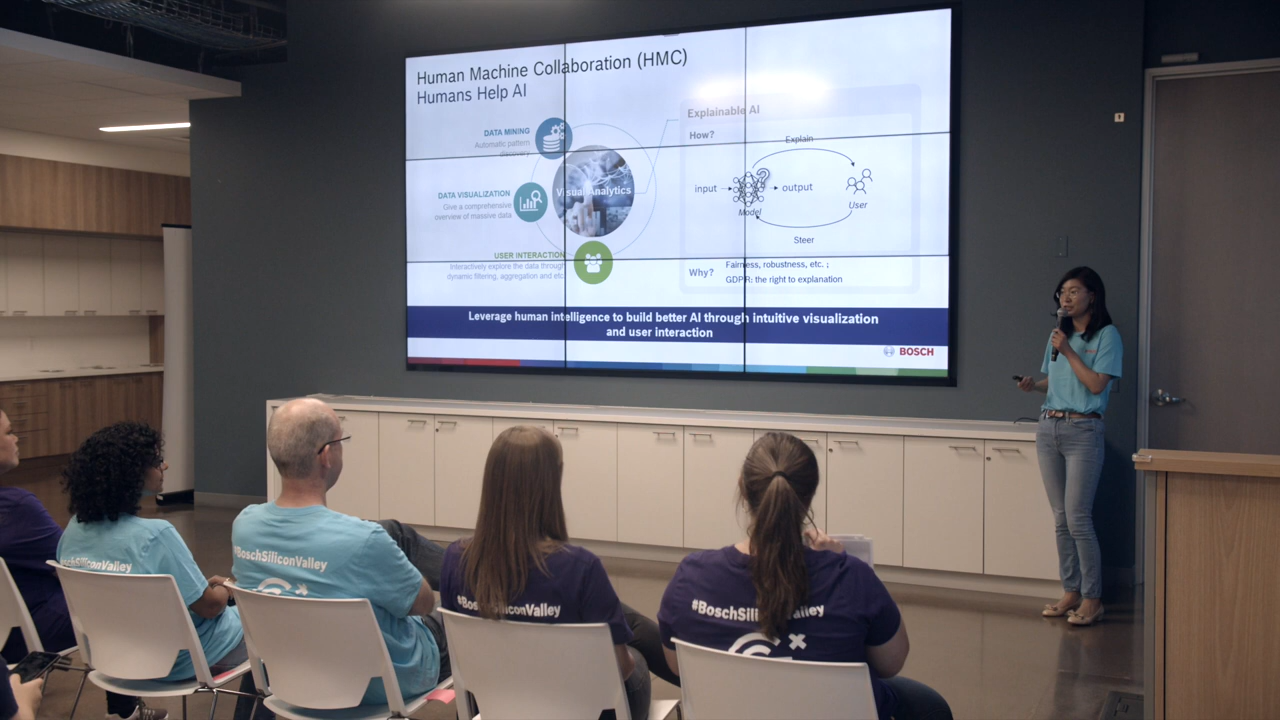 Human Machine Collaboration (HMC)
Humans Help AI
DATA MINING
Automatic pattern
discovery
DATA VISUALIZATION
Give a comprehensive
overview of massive data
USER INTERACTION
Interactively explore the data through
dynamic filtering, aggregation and etc.
Visual Analytics
Explainable AI
How?
Explain
input
output
Model
User
Steer
Why?
Fairness, robustness, etc. ;
GDPR: the right to explanation
Leverage human intelligence to build better AI through intuitive visualization
and user interaction
BOSCH
BoschSiliconValley
#BoschSiliconValley
#BoschSiliconValley